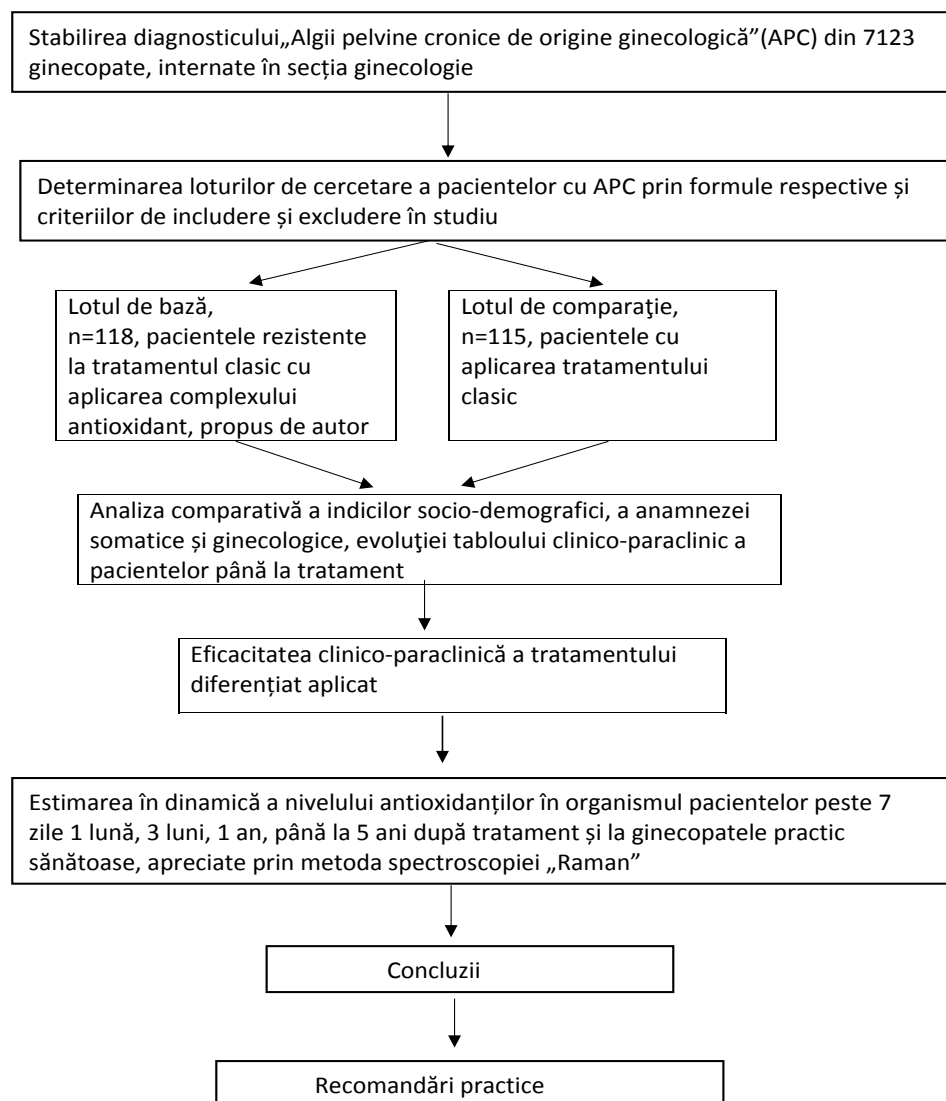 Stabilirea diagnosticului„Algii pelvine cronice de origine ginecologică”(APC) din 7123
ginecopate, internate în secția ginecologie
Determinarea loturilor de cercetare a pacientelor cu APC prin formule respective și
criteriilor de includere și excludere în studiu
Lotul de bază,
n=118, pacientele rezistente
la tratamentul clasic cu
aplicarea complexului
antioxidant, propus de autor
Lotul de comparaţie,
n=115, pacientele cu
aplicarea tratamentului
clasic
Analiza comparativă a indicilor socio-demografici, a anamnezei
somatice și ginecologice, evoluţiei tabloului clinico-paraclinic a
pacientelor până la tratament
Eficacitatea clinico-paraclinică a tratamentului
diferențiat aplicat
Estimarea în dinamică a nivelului antioxidanților în organismul pacientelor peste 7
zile 1 lună, 3 luni, 1 an, până la 5 ani după tratament și la ginecopatele practic
sănătoase, apreciate prin metoda spectroscopiei „Raman”
Concluzii
Recomandări practice